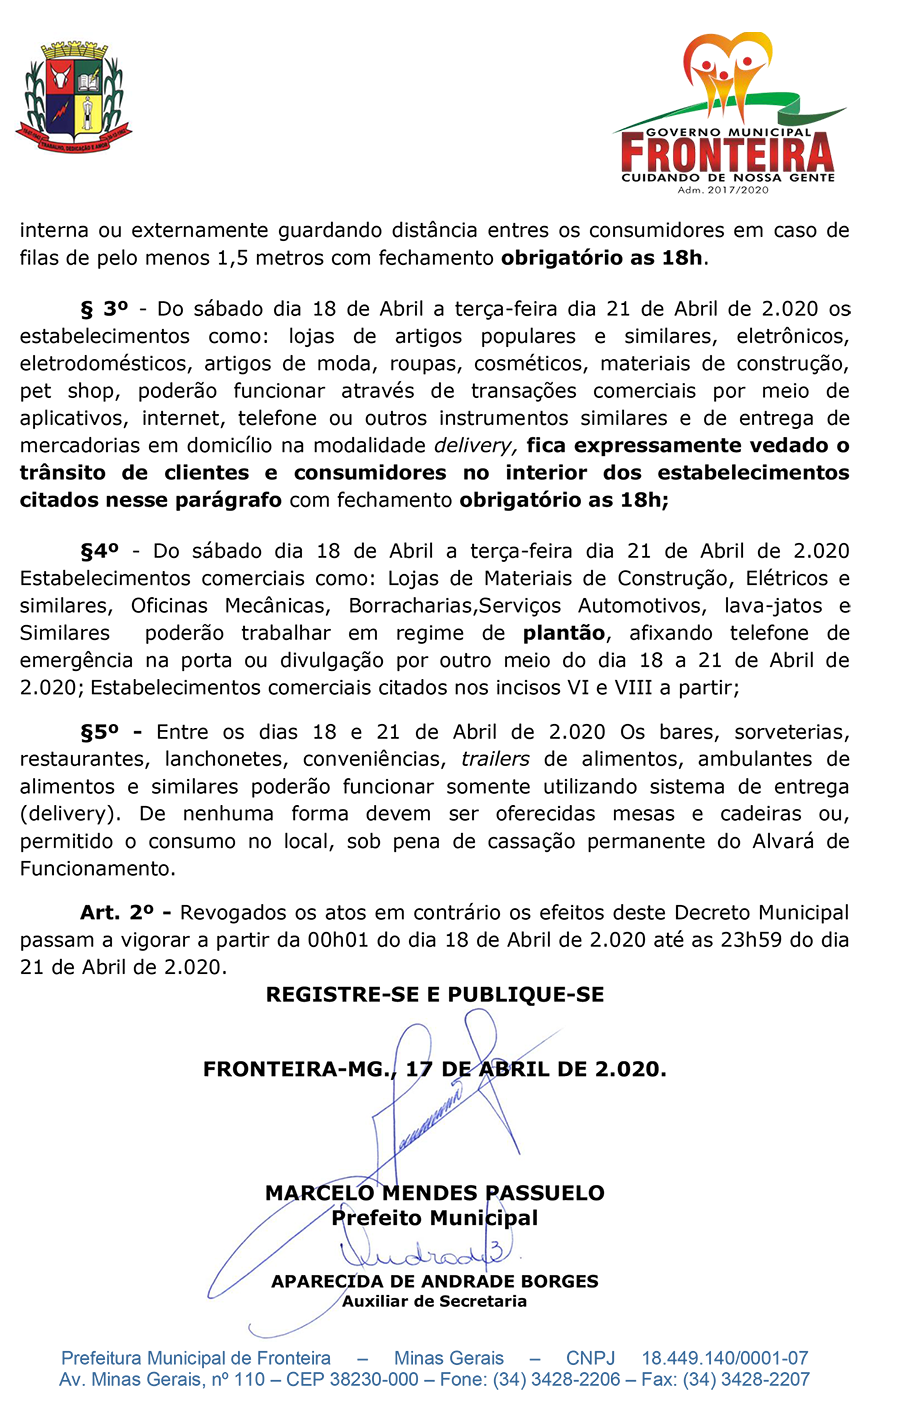 GOVERNO MUNICIPAL
FRONTEIRA
CUIDANDO DE NOSSA GENTE
Adm. 2017/2020
TRABALHO, DEDICAÇÃO E AMOR
interna ou externamente guardando distância entres os consumidores em caso de
filas de pelo menos 1,5 metros com fechamento obrigatório as 18h.
§ 3º - Do sábado dia 18 de Abril a terça-feira dia 21 de Abril de 2.020 os
estabelecimentos como: lojas de artigos populares e similares, eletrônicos,
eletrodomésticos, artigos de moda, roupas, cosméticos, materiais de construção,
pet shop, poderão funcionar através de transações comerciais por meio de
aplicativos, internet, telefone ou outros instrumentos similares e de entrega de
mercadorias em domicílio na modalidade delivery, fica expressamente vedado o
trânsito de clientes e consumidores no interior dos estabelecimentos
citados nesse parágrafo com fechamento obrigatório as 18h;
§4º - Do sábado dia 18 de Abril a terça-feira dia 21 de Abril de 2.020
Estabelecimentos comerciais como: Lojas de Materiais de Construção, Elétricos e
similares, Oficinas Mecânicas, Borracharias,Serviços Automotivos, lava-jatos e
Similares poderão trabalhar em regime de plantão, afixando telefone de
emergência na porta ou divulgação por outro meio do dia 18 a 21 de Abril de
2.020; Estabelecimentos comerciais citados nos incisos VI e VIII a partir;
§5º - Entre os dias 18 e 21 de Abril de 2.020 Os bares, sorveterias,
restaurantes, lanchonetes, conveniências, trailers de alimentos, ambulantes de
alimentos e similares poderão funcionar somente utilizando sistema de entrega
(delivery). De nenhuma forma devem ser oferecidas mesas e cadeiras ou,
permitido o consumo no local, sob pena de cassação permanente do Alvará de
Funcionamento.
Art. 2º - Revogados os atos em contrário os efeitos deste Decreto Municipal
passam a vigorar a partir da 00h01 do dia 18 de Abril de 2.020 até as 23h59 do dia
21 de Abril de 2.020.
REGISTRE-SE E PUBLIQUE-SE
FRONTEIRA-MG., 17 DE ABRIL DE 2.020.
MARCELO MENDES PASSUELO
Prefeito Municipal
APARECIDA DE ANDRADE BORGES
Auxiliar de Secretaria
Prefeitura Municipal de Fronteira – Minas Gerais – CNPJ 18.449.140/0001-07
Av. Minas Gerais, nº 110 – CEP 38230-000 – Fone: (34) 3428-2206 – Fax: (34) 3428-2207